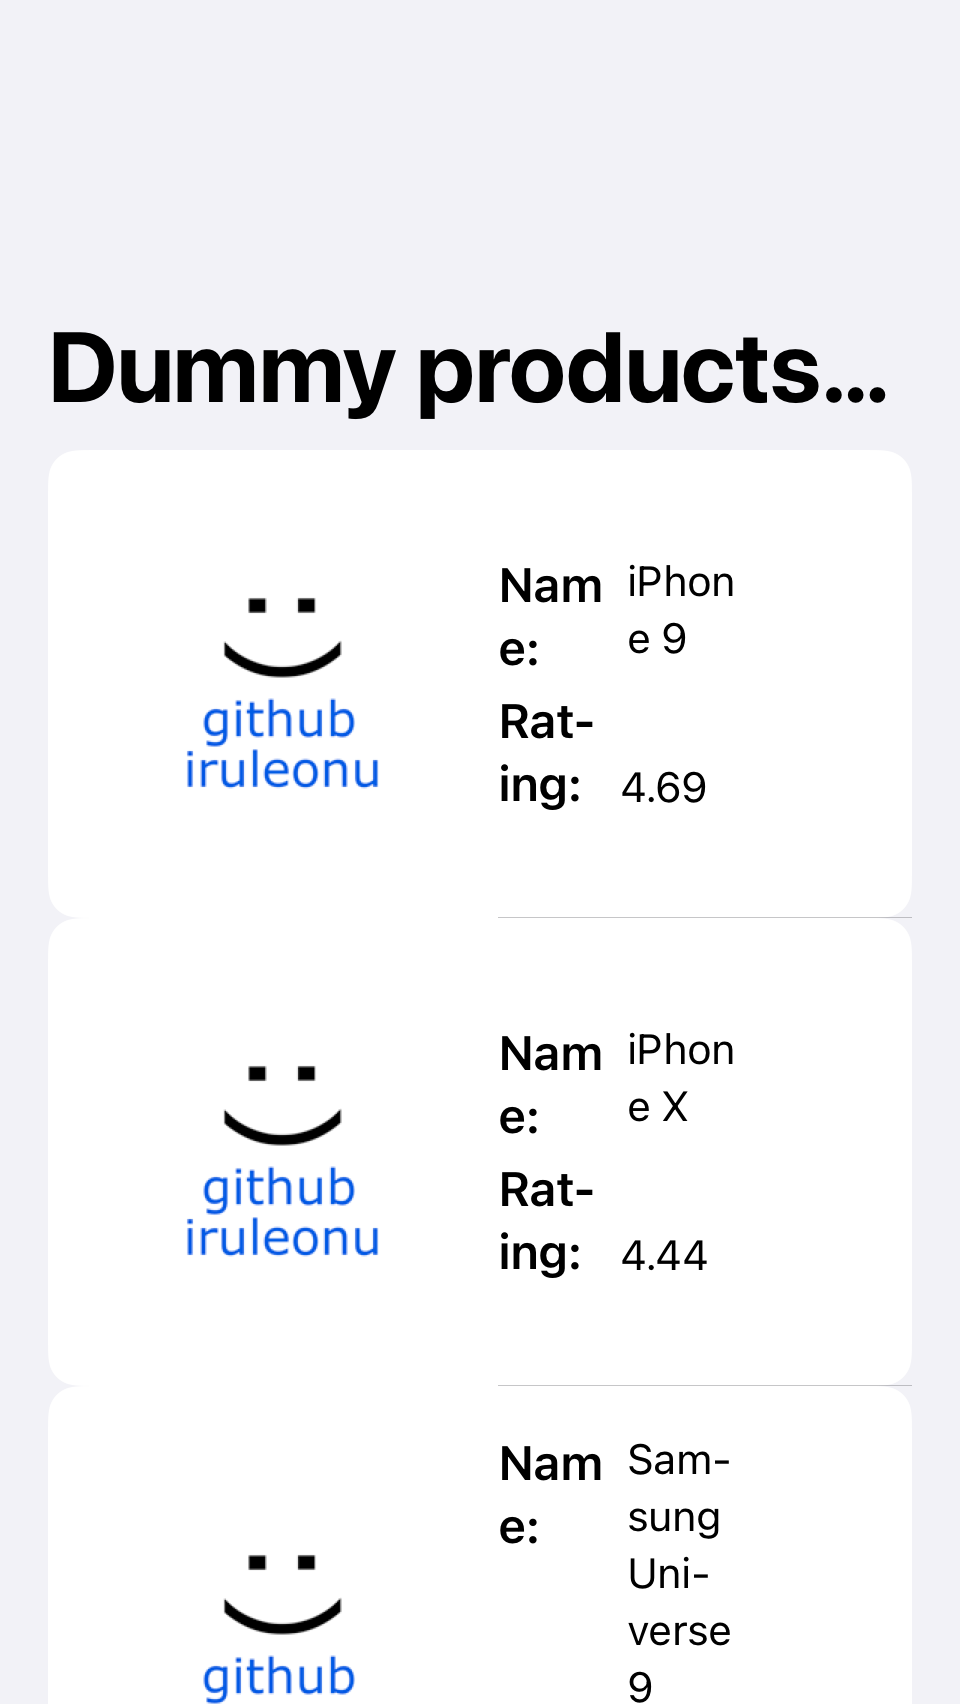 Dummy products…
github
iruleonu
Nam
e:
iPhon
e 9
Rat-
ing:
4.69
github
iruleonu
Nam
e:
iPhon
e X
Rat-
ing:
4.44
github
Nam
e:
Sam-
sung
Uni-
verse
9